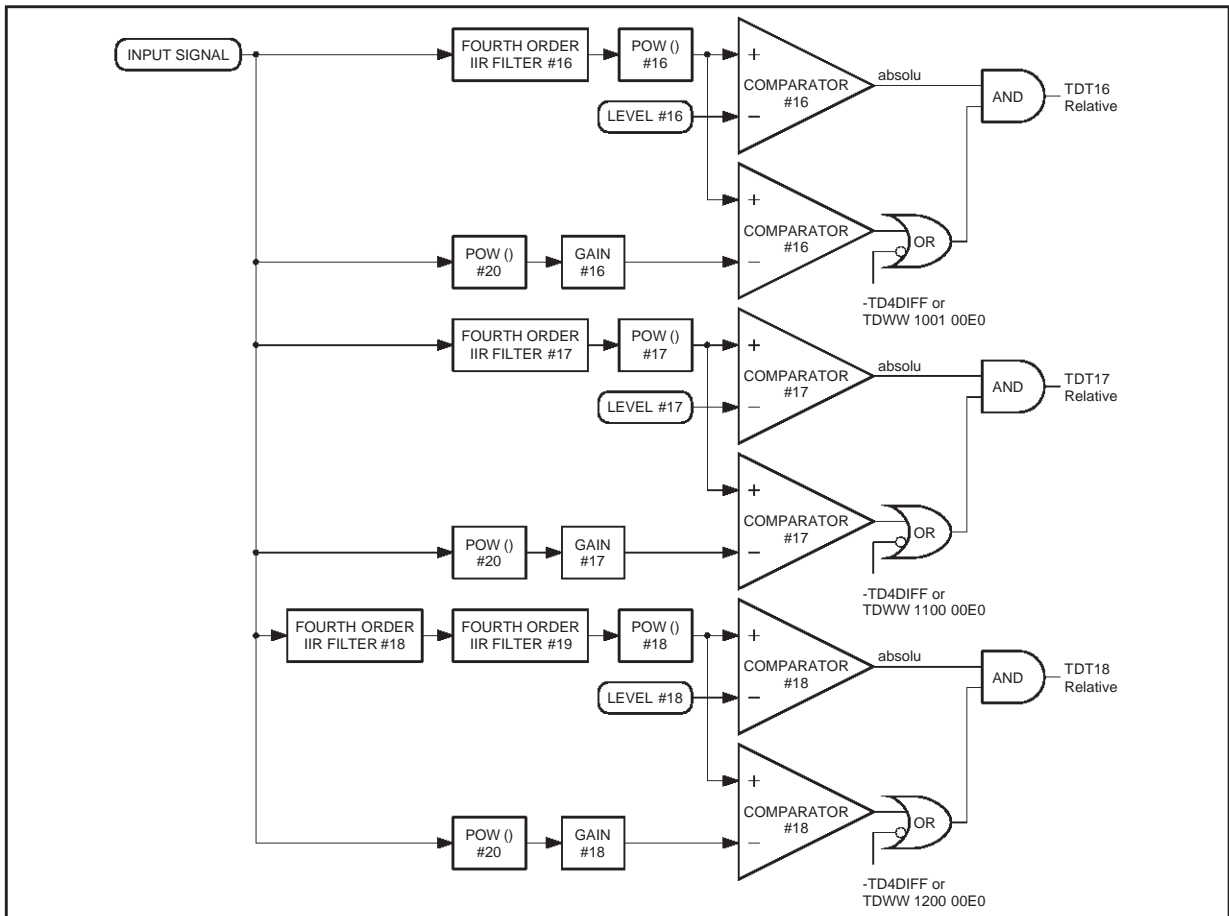 INPUT SIGNAL
FOURTH ORDER
IIR FILTER #16
POW ()
#16
LEVEL #16
+
−
COMPARATOR
#16
absolu
AND
TDT16
Relative
POW ()
#20
GAIN
#16
+
−
COMPARATOR
#16
OR
-TD4DIFF or
TDWW 1001 00E0
FOURTH ORDER
IIR FILTER #17
POW ()
#17
LEVEL #17
+
−
COMPARATOR
#17
absolu
AND
TDT17
Relative
POW ()
#20
GAIN
#17
+
−
COMPARATOR
#17
OR
-TD4DIFF or
TDWW 1100 00E0
FOURTH ORDER
IIR FILTER #18
FOURTH ORDER
IIR FILTER #19
POW ()
#18
LEVEL #18
+
−
COMPARATOR
#18
absolu
AND
TDT18
Relative
POW ()
#20
GAIN
#18
+
−
COMPARATOR
#18
OR
-TD4DIFF or
TDWW 1200 00E0